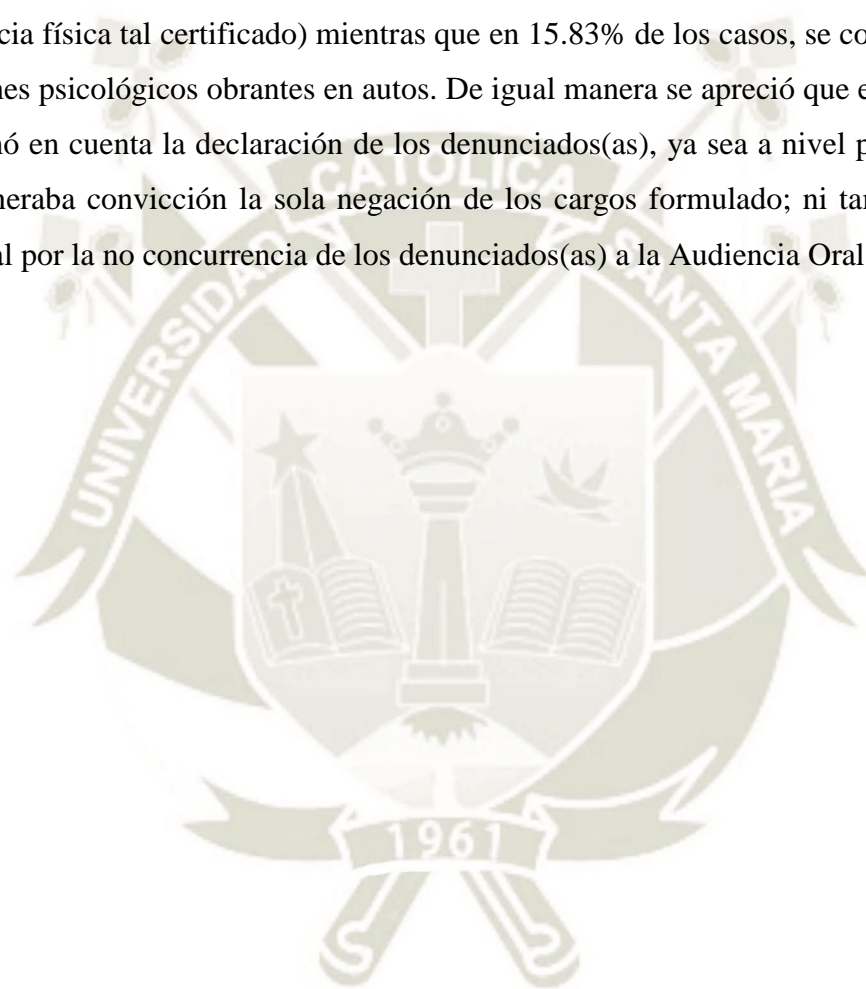 cia física tal certificado) mientras que en 15.83% de los casos, se co
nes psicológicos obrantes en autos. De igual manera se apreció que e
nó en cuenta la declaración de los denunciados(as), ya sea a nivel p
neraba convicción la sola negación de los cargos formulado; ni tar
al por la no concurrencia de los denunciados(as) a la Audiencia Oral
UNIVERSIDAD CATOLICA SANTA MARIA
1961